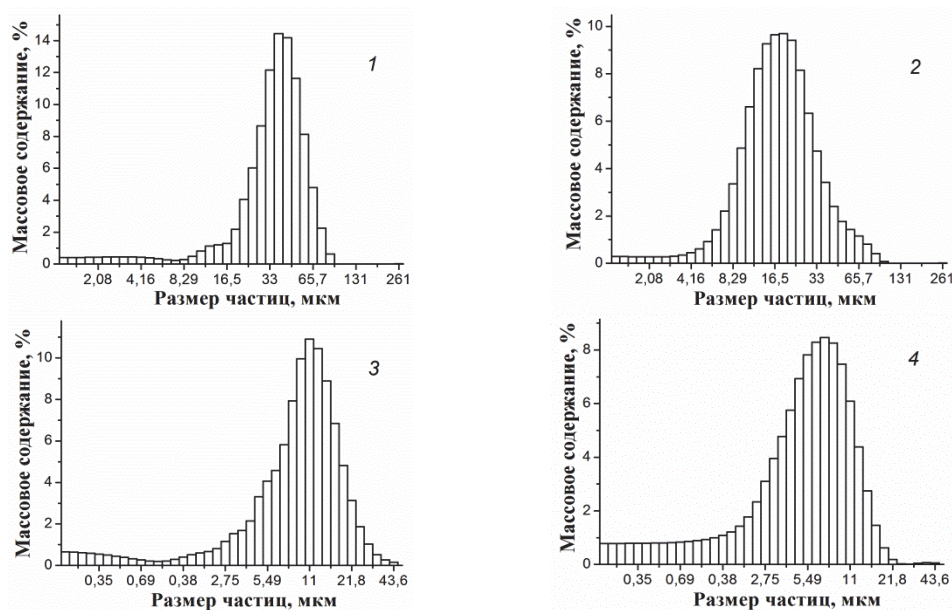 Массовое содержание, %
14
12
10
8
6
4
2
0
1
2,08 4,16 8,29 16,5 33 65,7 131 261
Размер частиц, мкм
Массовое содержание, %
10
8
6
4
2
0
2
2,08 4,16 8,29 16,5 33 65,7 131 261
Размер частиц, мкм
Массовое содержание, %
10
8
6
4
2
0
3
0,35 0,69 0,38 2,75 5,49 11 21,8 43,6
Размер частиц, мкм
Массовое содержание, %
8
6
4
2
0
4
0,35 0,69 0,38 2,75 5,49 11 21,8 43,6
Размер частиц, мкм